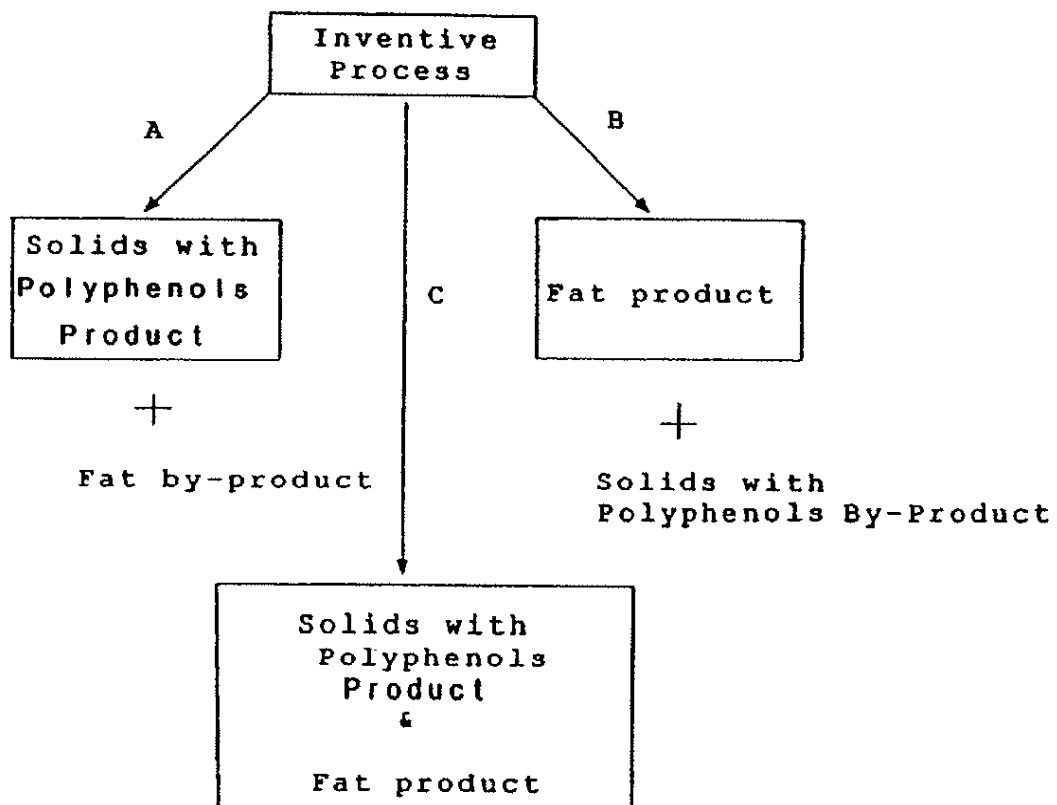 Inventive
Process
A
B
Solids with
Polyphenols
Product
C
Fat product
+
+
Fat by-product
Solids with
Polyphenols By-Product
Solids with
Polyphenols
Product
&
Fat product